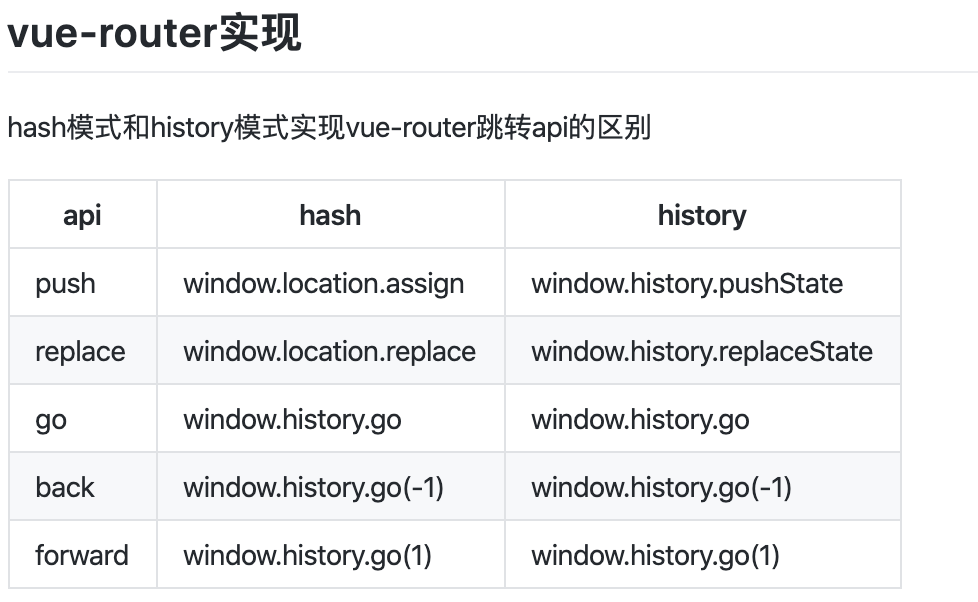 vue-router实现
hash模式和history模式实现vue-router跳转api的区别
api hash history
push window.location.assign window.history.pushState
replace window.location.replace window.history.replaceState
go window.history.go window.history.go
back window.history.go(-1) window.history.go(-1)
forward window.history.go(1) window.history.go(1)